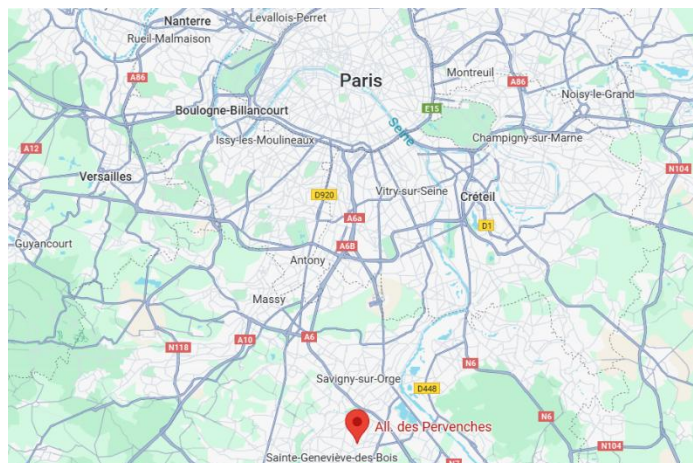 Nanterre
Levallois-Perret
Rueil-Malmaison
A86
Paris
Montreuil
A86
Noisy-le-Grand
Boulogne-Billancourt
E15
Seine
A12
Issy-les-Moulineaux
Champigny-sur-Marne
Versailles
N104
D920
Vitry-sur-Seine
Créteil
A6a
D1
Guyancourt
A6B
Antony
Massy
A6
A10
N118
N6
Savigny-sur-Orge
D448
All. des Pervenches
N6
N104
Sainte-Geneviève-des-Bois